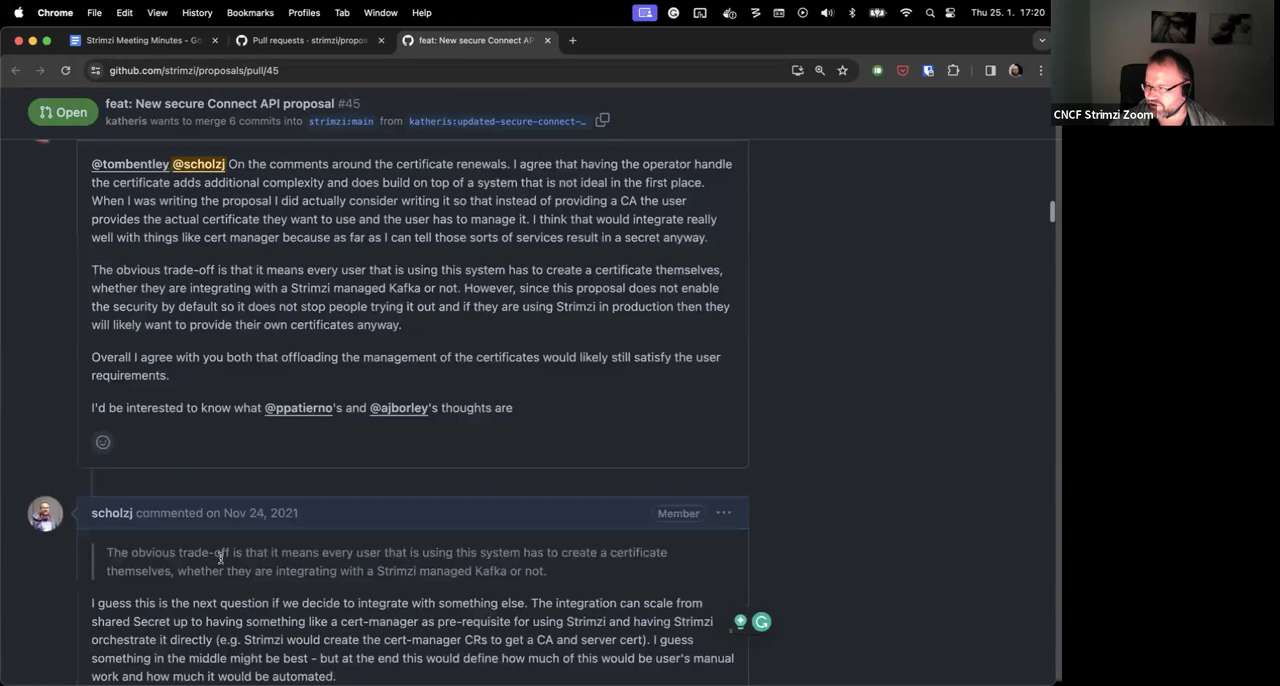 Chrome File Edit View History Bookmarks Profiles Tab Window Help
Thu 25. 1. 17:20
Strimzi Meeting Minutes - Go
Pull requests · strimzi/propos
feat: New secure Connect AP
github.com/strimzi/proposals/pull/45
CNCF Strimzi Zoom
Open
feat: New secure Connect API proposal #45
katheris wants to merge 6 commits into strimzi:main from katheris:updated-secure-connect-…
@tombentley @scholzj On the comments around the certificate renewals. I agree that having the operator handle
the certificate adds additional complexity and does build on top of a system that is not ideal in the first place.
When I was writing the proposal I did actually consider writing it so that instead of providing a CA the user
provides the actual certificate they want to use and the user has to manage it. I think that would integrate really
well with things like cert manager because as far as I can tell those sorts of services result in a secret anyway.
The obvious trade-off is that it means every user that is using this system has to create a certificate themselves,
whether they are integrating with a Strimzi managed Kafka or not. However, since this proposal does not enable
the security by default so it does not stop people trying it out and if they are using Strimzi in production then they
will likely want to provide their own certificates anyway.
Overall I agree with you both that offloading the management of the certificates would likely still satisfy the user
requirements.
I'd be interested to know what @ppatierno's and @ajborley's thoughts are
scholzj commented on Nov 24, 2021
Member
The obvious trade-off is that it means every user that is using this system has to create a certificate
themselves, whether they are integrating with a Strimzi managed Kafka or not.
I guess this is the next question if we decide to integrate with something else. The integration can scale from
shared Secret up to having something like a cert-manager as pre-requisite for using Strimzi and having Strimzi
orchestrate it directly (e.g. Strimzi would create the cert-manager CRs to get a CA and server cert). I guess
something in the middle might be best - but at the end this would define how much of this would be user's manual
work and how much it would be automated.